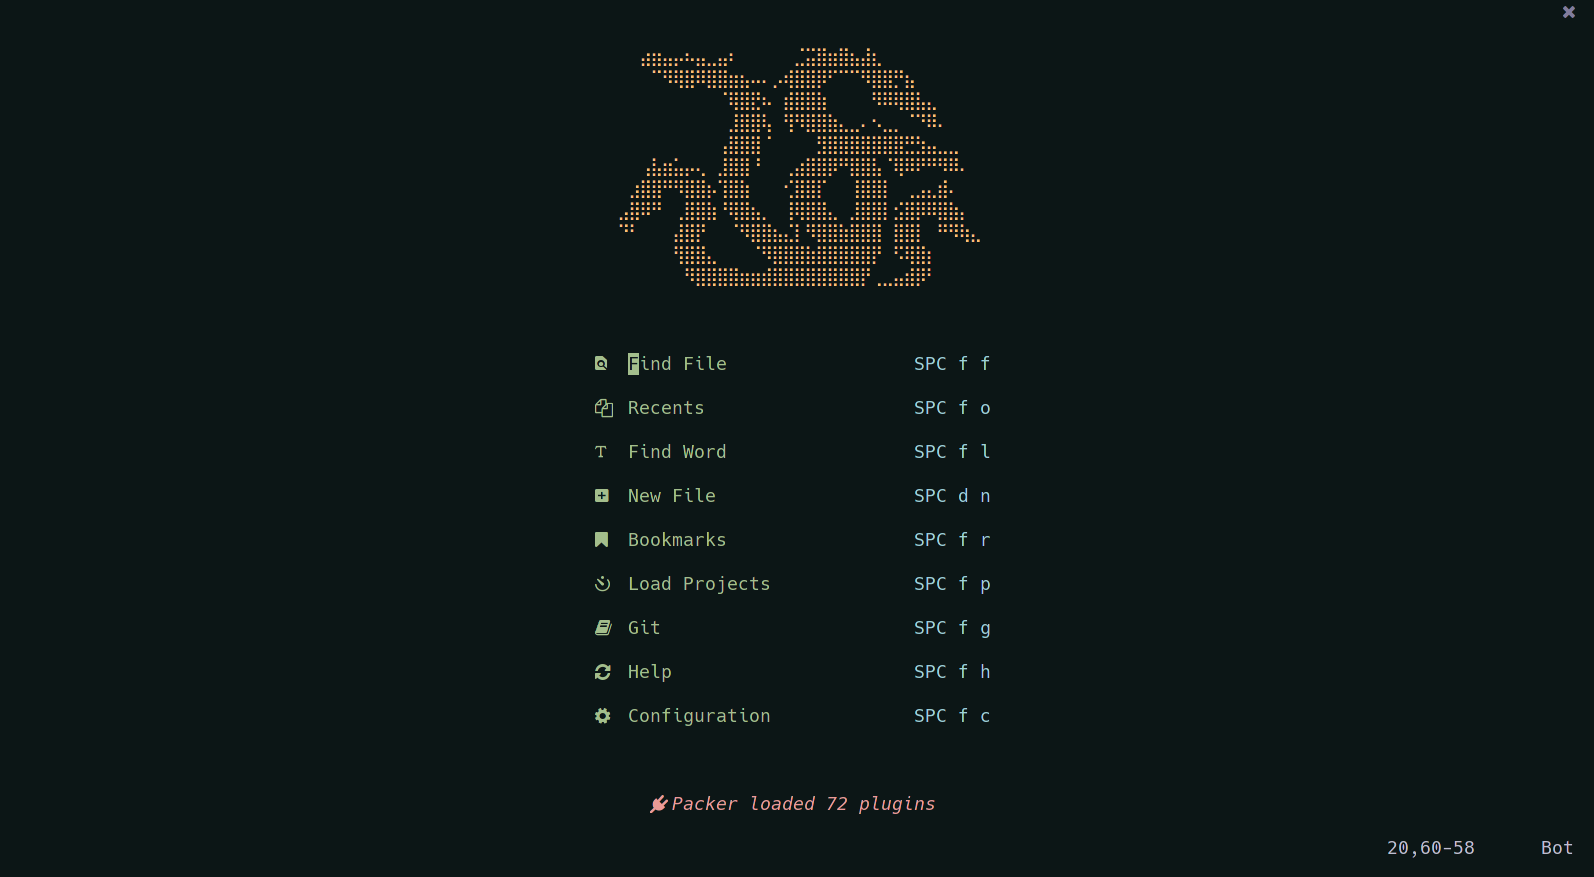 Find File SPC f f
Recents SPC f o
Find Word SPC f l
New File SPC d n
Bookmarks SPC f r
Load Projects SPC f p
Git SPC f g
Help SPC f h
Configuration SPC f c
Packer loaded 72 plugins
20,60-58 Bot